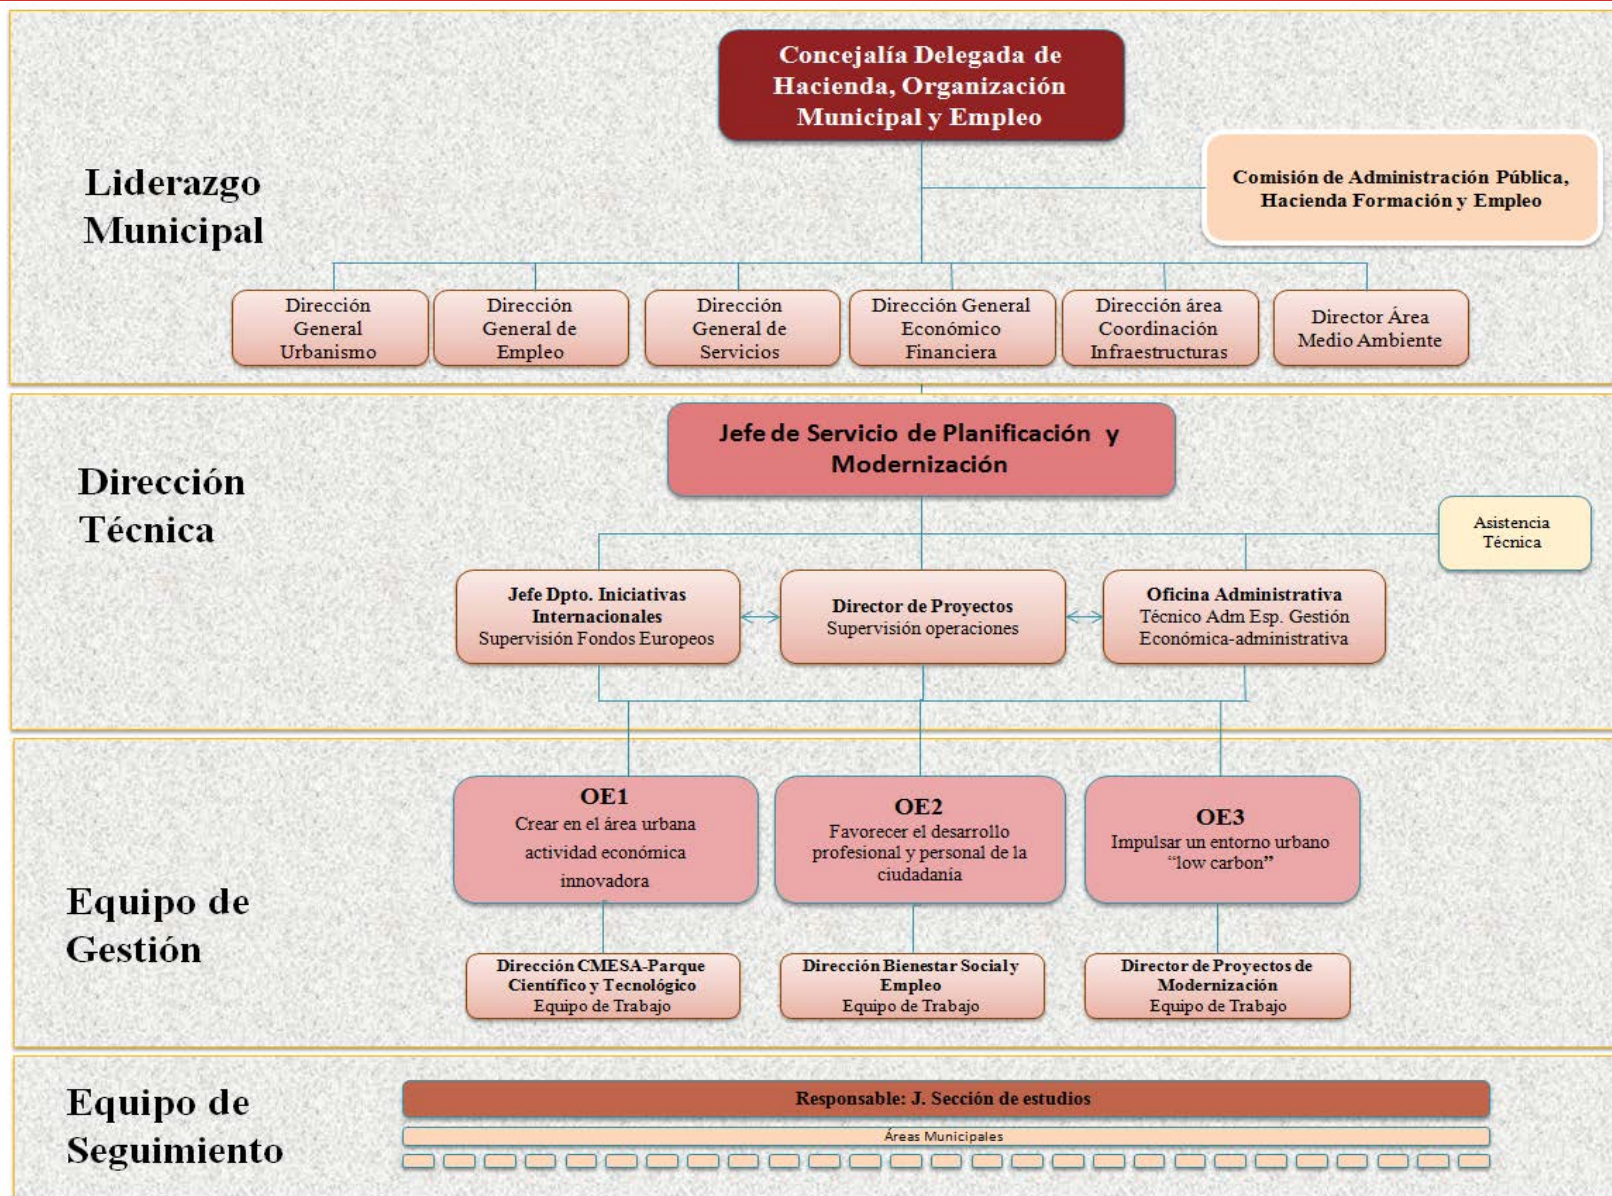 Concejalía Delegada de
Hacienda, Organización
Municipal y Empleo
Liderazgo
Municipal
Comisión de Administración Pública,
Hacienda Formación y Empleo
Dirección
General
Urbanismo
Dirección
General de
Empleo
Dirección
General de
Servicios
Dirección General
Económico
Financiera
Dirección área
Coordinación
Infraestructuras
Director Área
Medio Ambiente
Dirección
Técnica
Jefe de Servicio de Planificación y
Modernización
Asistencia
Técnica
Jefe Dpto. Iniciativas
Internacionales
Supervisión Fondos Europeos
Director de Proyectos
Supervisión operaciones
Oficina Administrativa
Técnico Adm Esp. Gestión
Económica-administrativa
Equipo de
Gestión
OE1
Crear en el área urbana
actividad económica
innovadora
OE2
Favorecer el desarrollo
profesional y personal de la
ciudadanía
OE3
Impulsar un entorno urbano
“low carbon”
Dirección CMESA-Parque
Científico y Tecnológico
Equipo de Trabajo
Dirección Bienestar Social y
Empleo
Equipo de Trabajo
Director de Proyectos de
Modernización
Equipo de Trabajo
Equipo de
Seguimiento
Responsable: J. Sección de estudios
Áreas Municipales